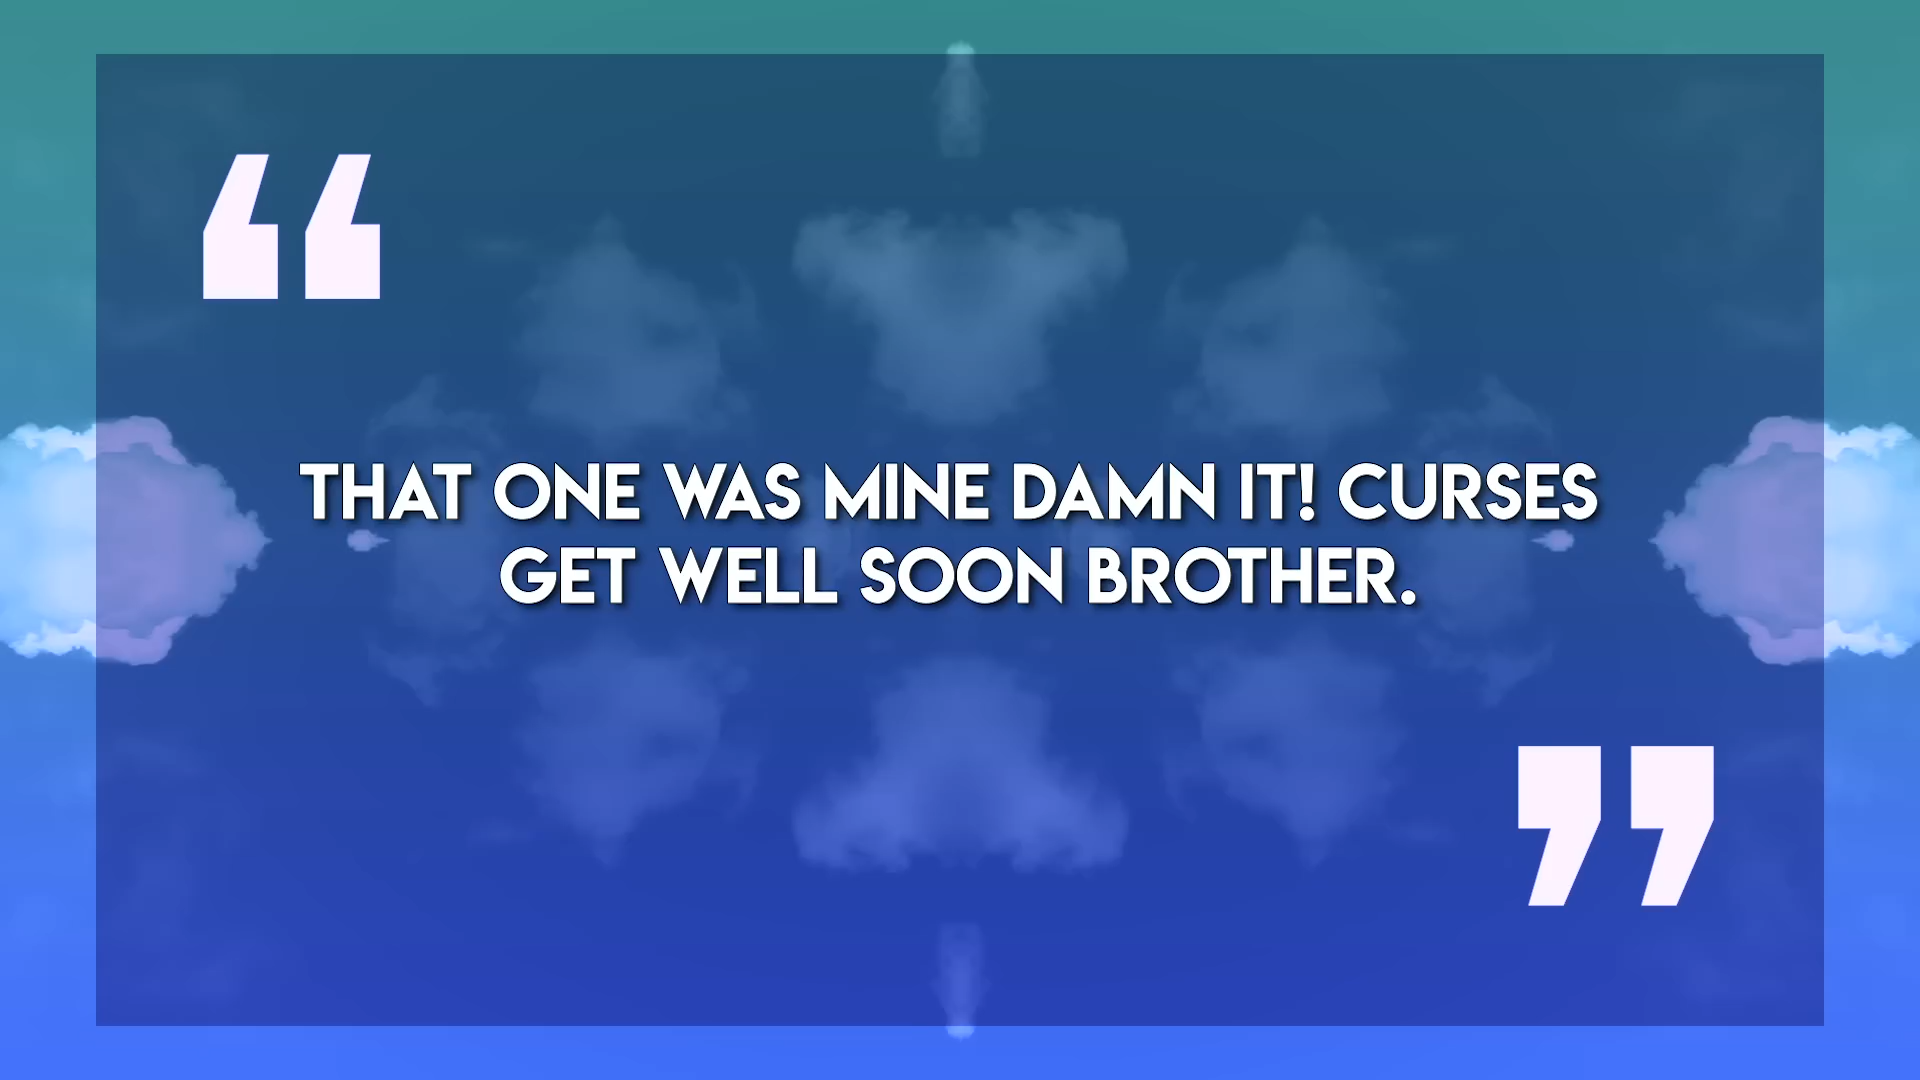 “
THAT ONE WAS MINE DAMN IT! CURSES
GET WELL SOON BROTHER.
”